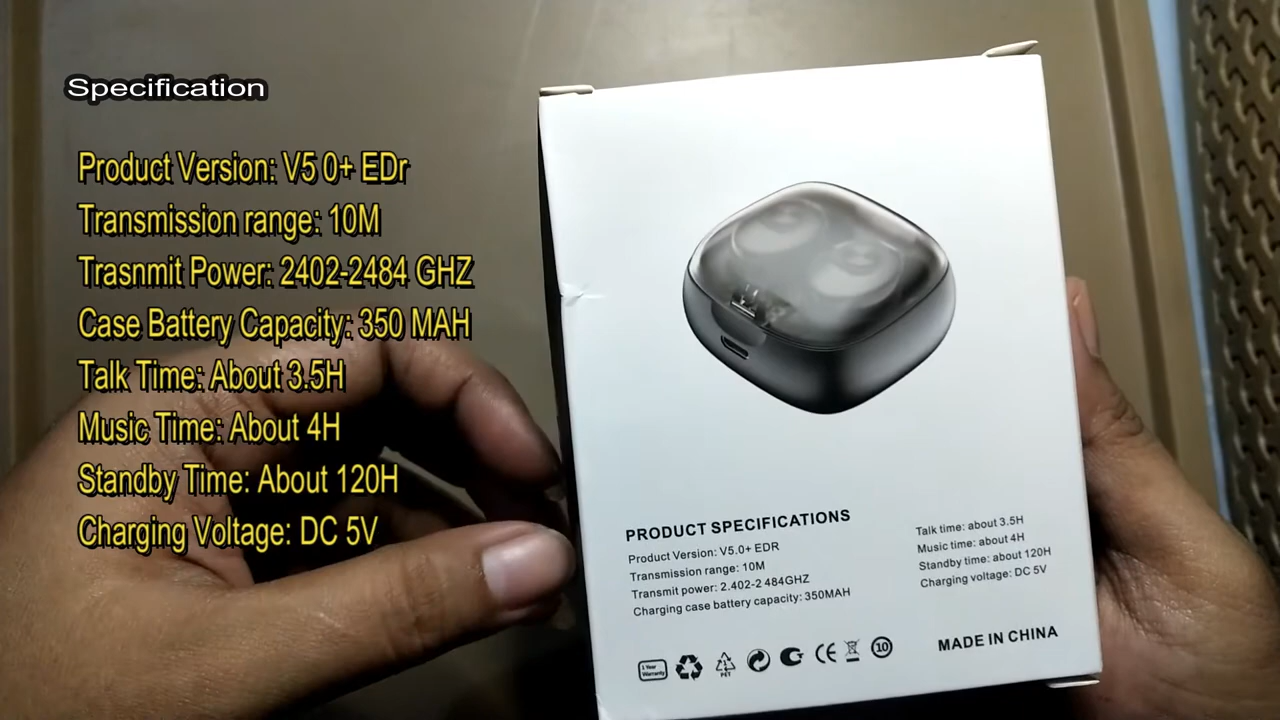 Specification
Product Version: V5 0+ EDr
Transmission range: 10M
Trasnmit Power: 2402-2484 GHZ
Case Battery Capacity: 350 MAH
Talk Time: About 3.5H
Music Time: About 4H
Standby Time: About 120H
Charging Voltage: DC 5V
PRODUCT SPECIFICATIONS
Product Version: V5.0+ EDR
Transmission range: 10M
Transmit power: 2.402-2 484GHZ
Charging case battery capacity: 350MAH
Talk time: about 3.5H
Music time: about 4H
Standby time: about 120H
Charging voltage: DC 5V
1 Year
Warranty
1
PET
CE
10
MADE IN CHINA